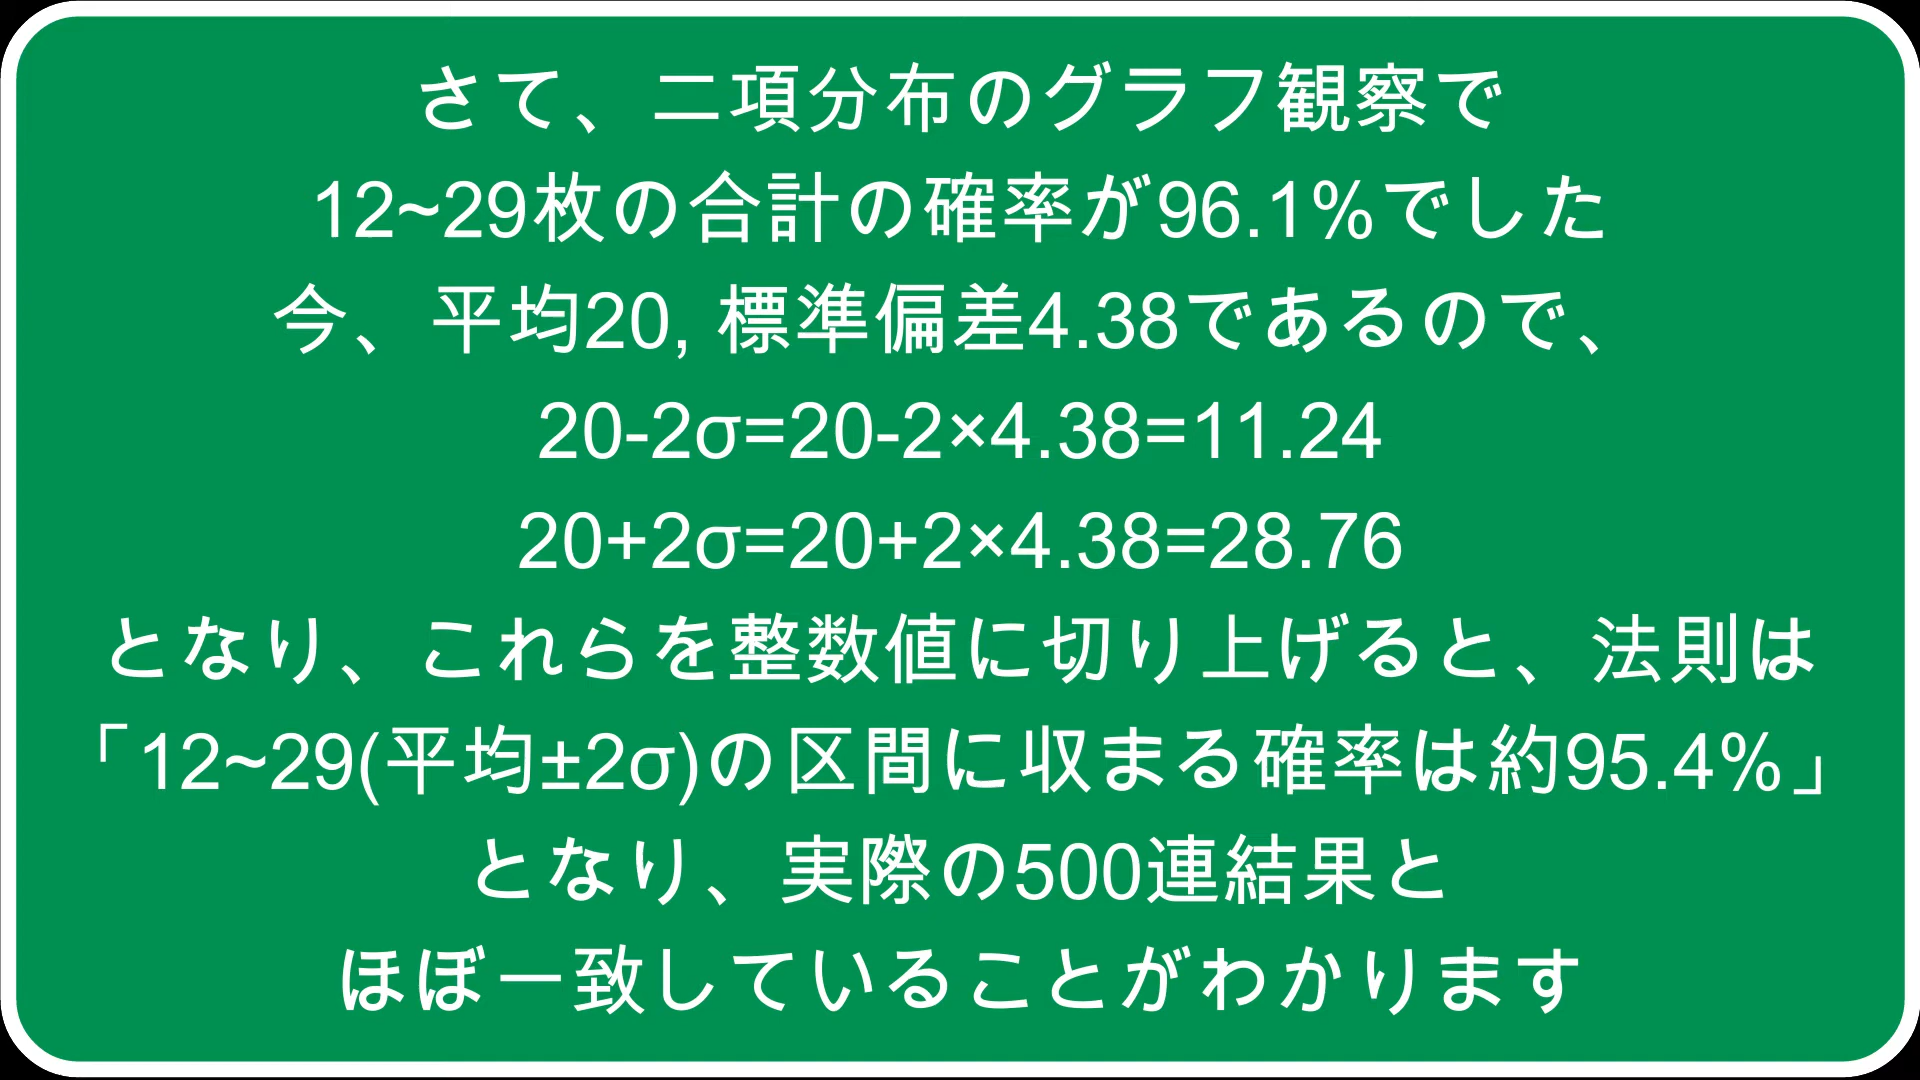 さて、二項分布のグラフ観察で
12~29枚の合計の確率が96.1%でした
今、平均20, 標準偏差4.38であるので、
20-2σ=20-2×4.38=11.24
20+2σ=20+2×4.38=28.76
となり、これらを整数値に切り上げると、法則は
「12~29(平均±2σ)の区間に収まる確率は約95.4%」
となり、実際の500連結果と
ほぼ一致していることがわかります